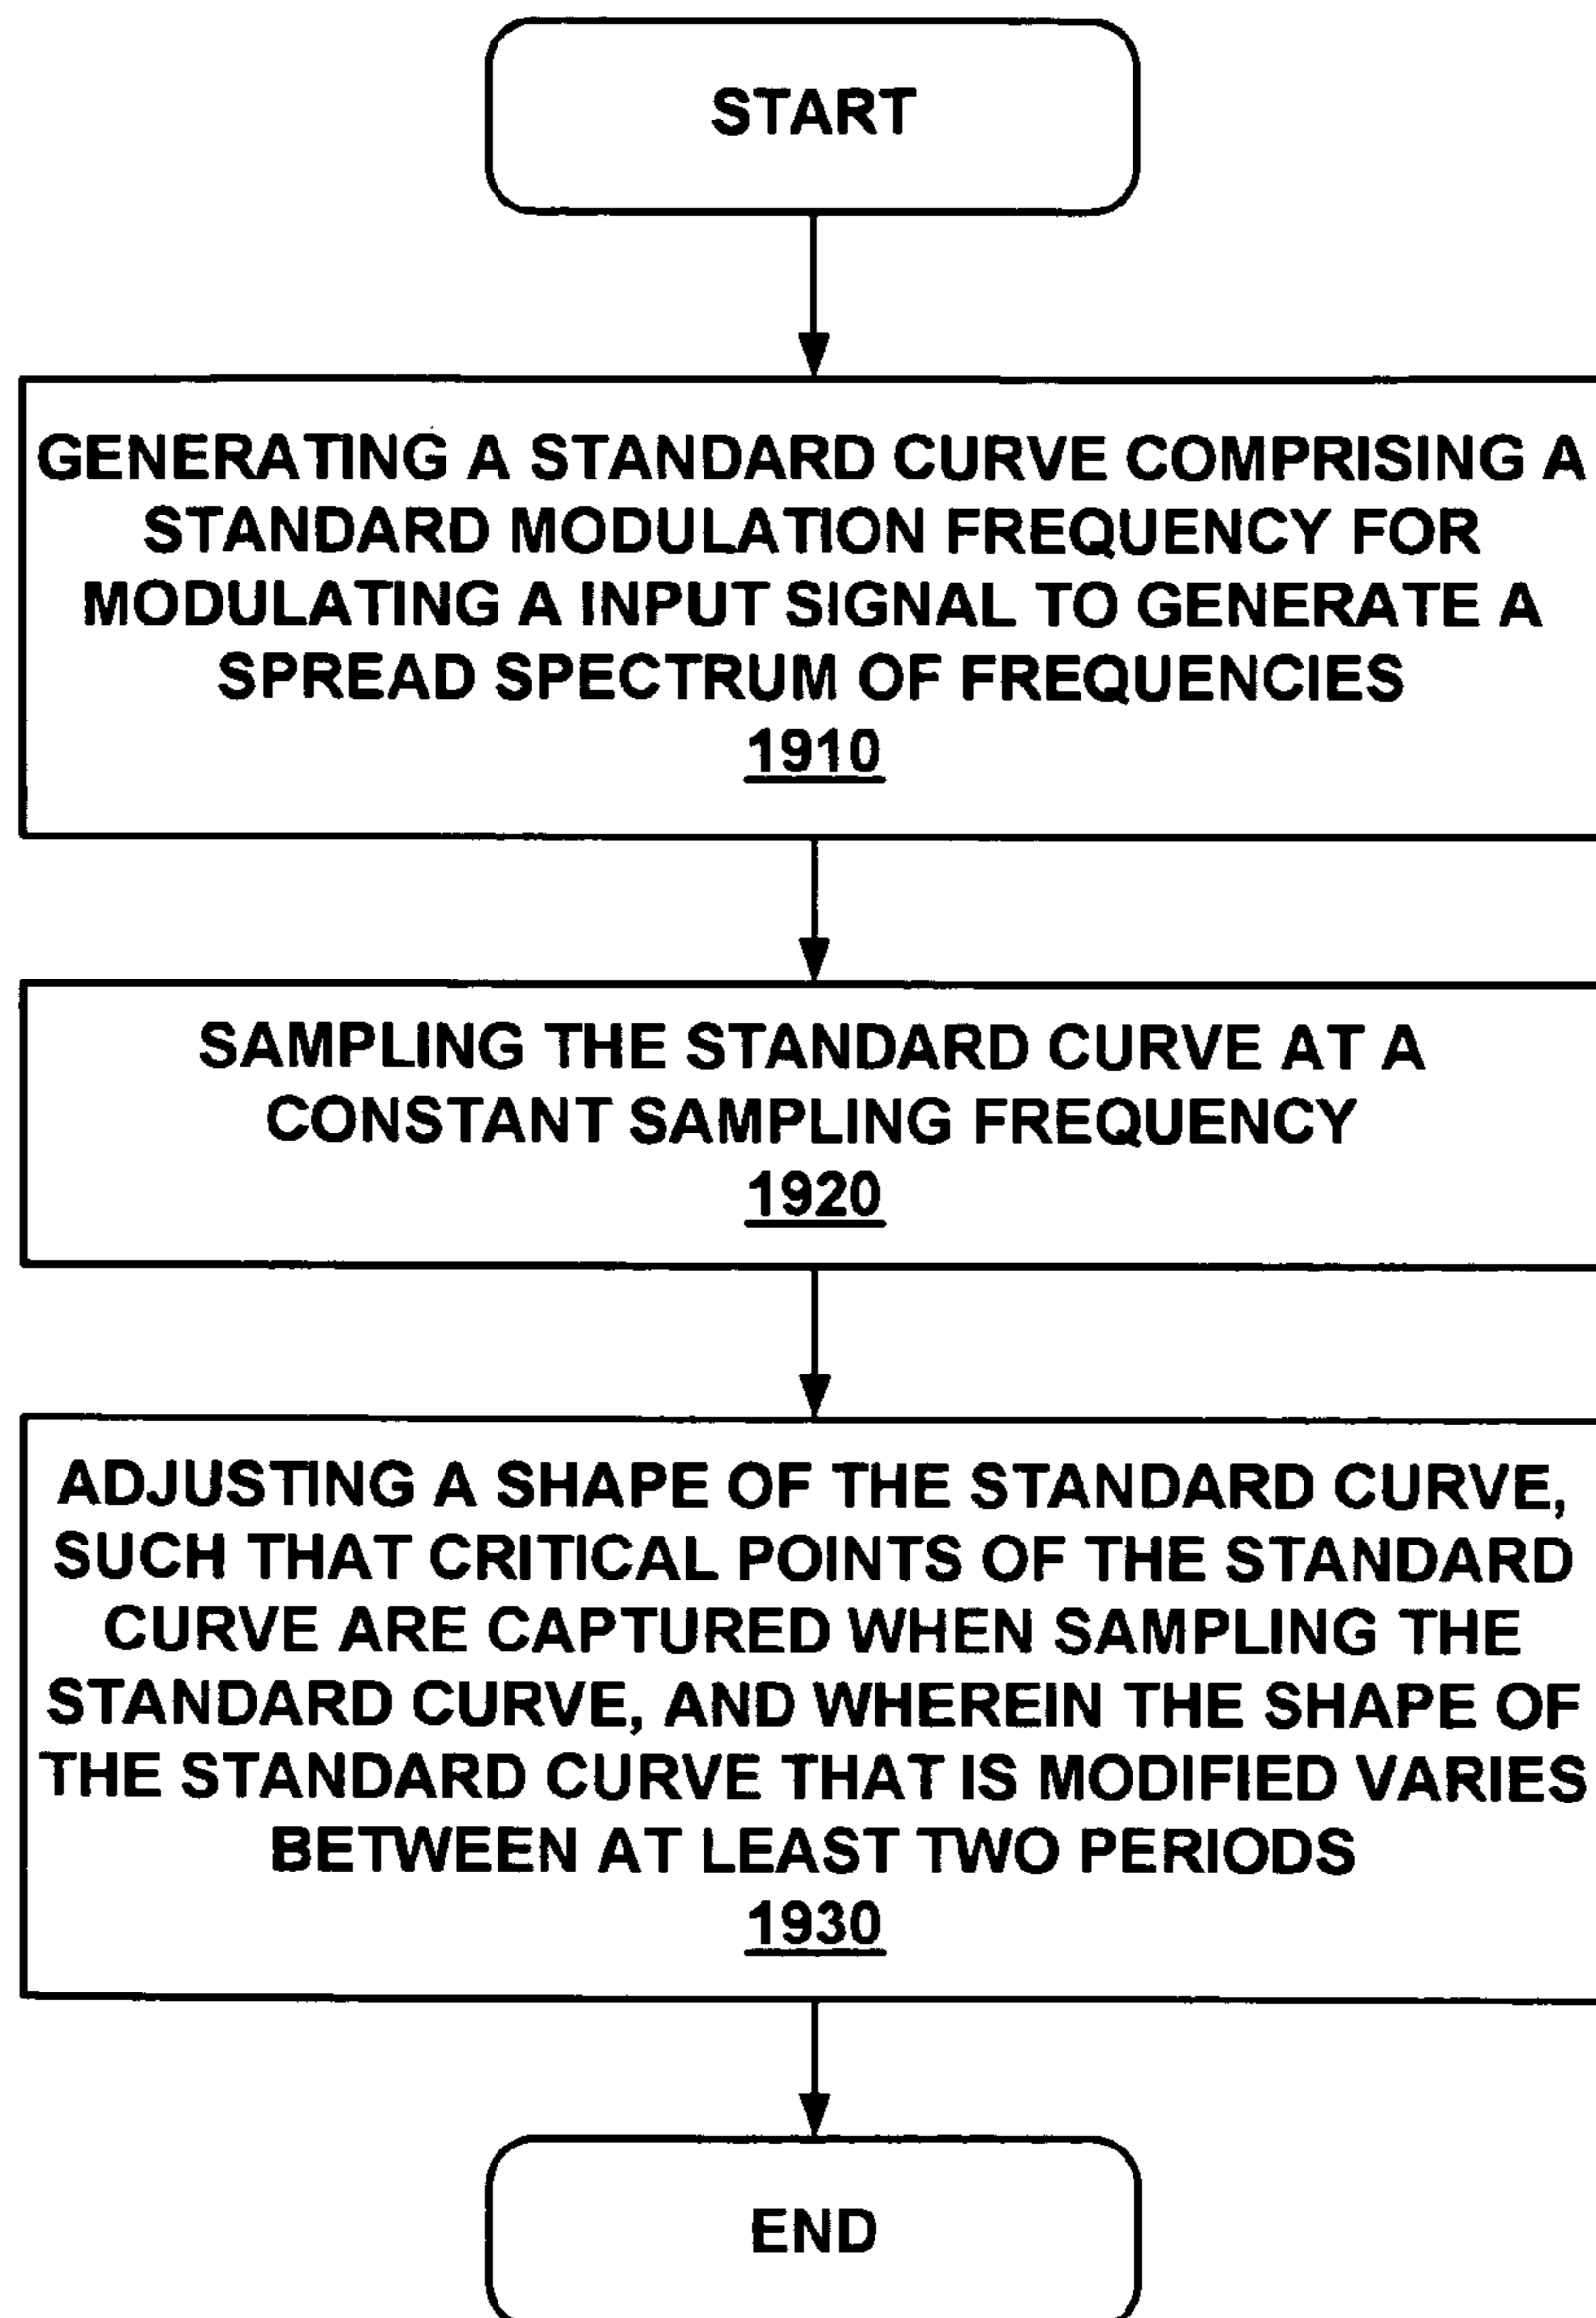 START
GENERATING A STANDARD CURVE COMPRISING A
STANDARD MODULATION FREQUENCY FOR
MODULATING A INPUT SIGNAL TO GENERATE A
SPREAD SPECTRUM OF FREQUENCIES
1910
SAMPLING THE STANDARD CURVE AT A
CONSTANT SAMPLING FREQUENCY
1920
ADJUSTING A SHAPE OF THE STANDARD CURVE,
SUCH THAT CRITICAL POINTS OF THE STANDARD
CURVE ARE CAPTURED WHEN SAMPLING THE
STANDARD CURVE, AND WHEREIN THE SHAPE OF
THE STANDARD CURVE THAT IS MODIFIED VARIES
BETWEEN AT LEAST TWO PERIODS
1930
END